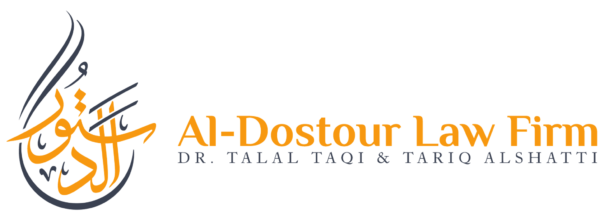 الدستور
Al-Dostour Law Firm
DR. TALAL TAQI & TARIQ ALSHATTI